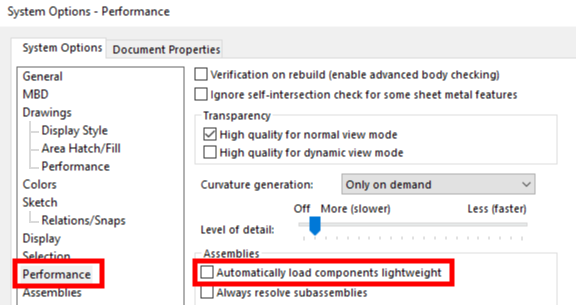 System Options - Performance
System Options
Document Properties
General
MBD
Drawings
Display Style
Area Hatch/Fill
Performance
Colors
Sketch
Relations/Snaps
Display
Selection
Performance
Assemblies
Verification on rebuild (enable advanced body checking)
Ignore self-intersection check for some sheet metal features
Transparency
High quality for normal view mode
High quality for dynamic view mode
Curvature generation: Only on demand
Off More (slower) Less (faster)
Level of detail:
Assemblies
Automatically load components lightweight
Always resolve subassemblies